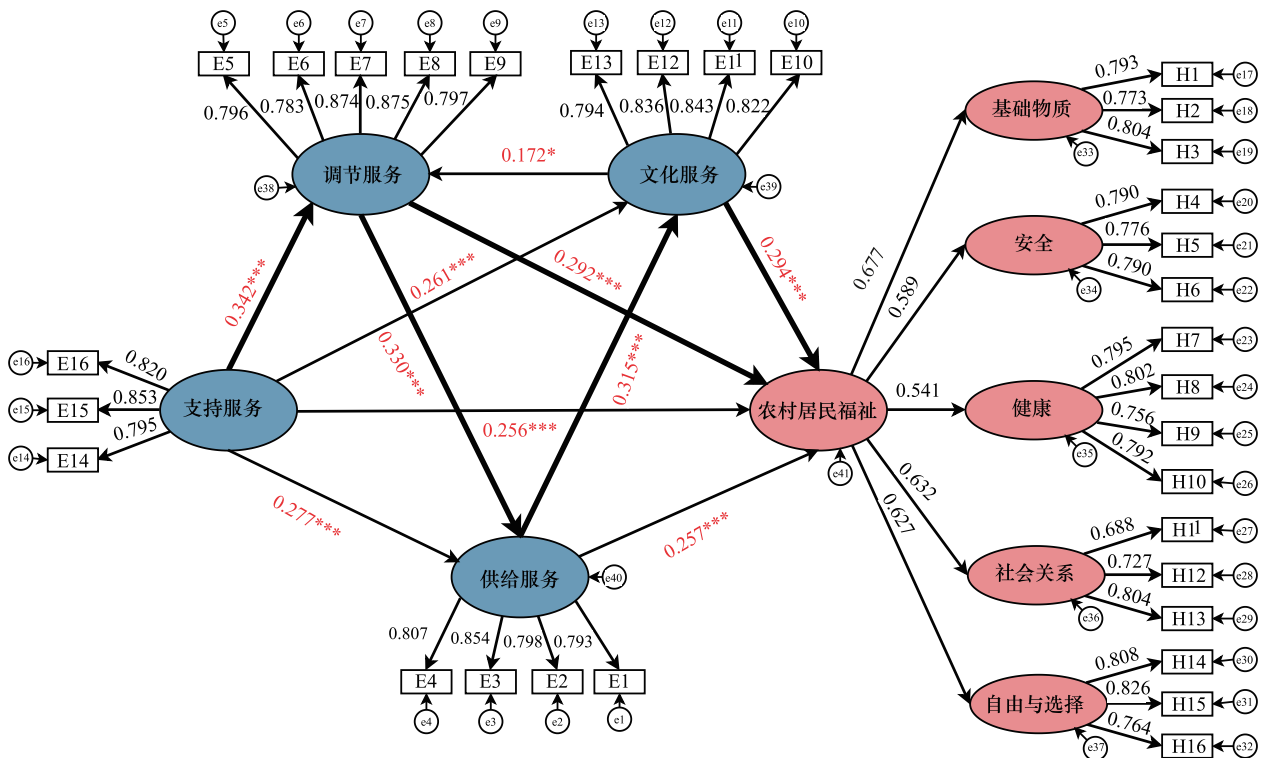 e5 e6 e7 e8 e9 e13 e12 e11 e10
E5 E6 E7 E8 E9 E13 E12 E11 E10
0.796 0.783 0.874 0.875 0.797 0.794 0.836 0.843 0.822
调节服务
e38
0.172*
文化服务
e39
0.342***
0.261***
0.330***
0.292***
0.294***
0.315***
e16 E16 0.820
e15 E15 0.853
e14 E14 0.795
支持服务
0.256***
农村居民福祉
e41
0.277***
0.257***
供给服务
e40
0.807 0.854 0.798 0.793
E4 E3 E2 E1
e4 e3 e2 e1
0.677
0.589
0.541
0.632
0.627
基础物质
e33
0.793 H1 e17
0.773 H2 e18
0.804 H3 e19
安全
e34
0.790 H4 e20
0.776 H5 e21
0.790 H6 e22
健康
e35
0.795 H7 e23
0.802 H8 e24
0.756 H9 e25
0.792 H10 e26
社会关系
e36
0.688 H11 e27
0.727 H12 e28
0.804 H13 e29
自由与选择
e37
0.808 H14 e30
0.826 H15 e31
0.764 H16 e32